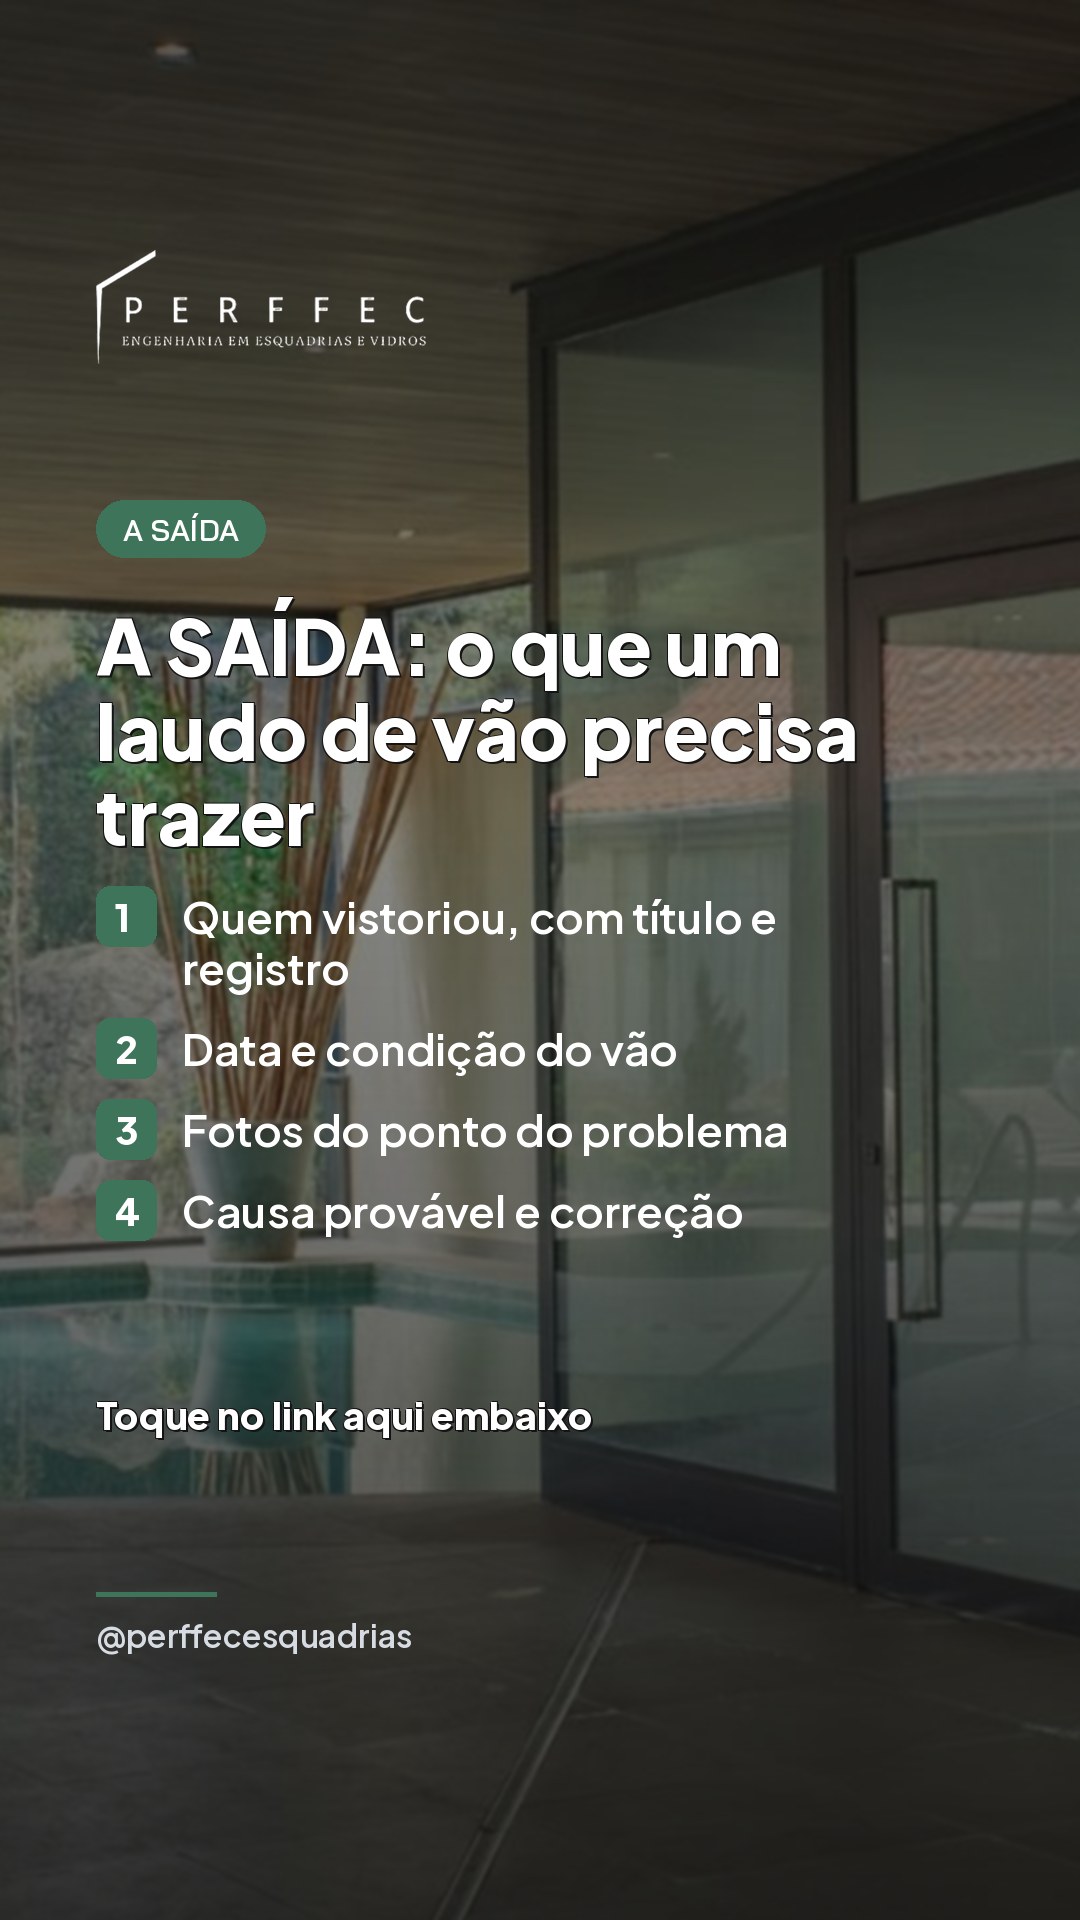 PERFFEC
ENGENHARIA EM ESQUADRIAS E VIDROS
A SAÍDA
A SAÍDA: o que um
laudo de vão precisa
trazer
1 Quem vistoriou, com título e
registro
2 Data e condição do vão
3 Fotos do ponto do problema
4 Causa provável e correção
Toque no link aqui embaixo
@perffecesquadrias